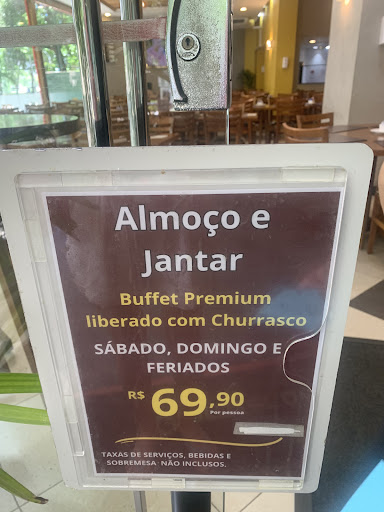 Almoço e
Jantar
Buffet Premium
liberado com Churrasco
SÁBADO, DOMINGO E
FERIADOS
R$ 69,90
Por pessoa
TAXAS DE SERVIÇOS, BEBIDAS E
SOBREMESA NÃO INCLUSOS.